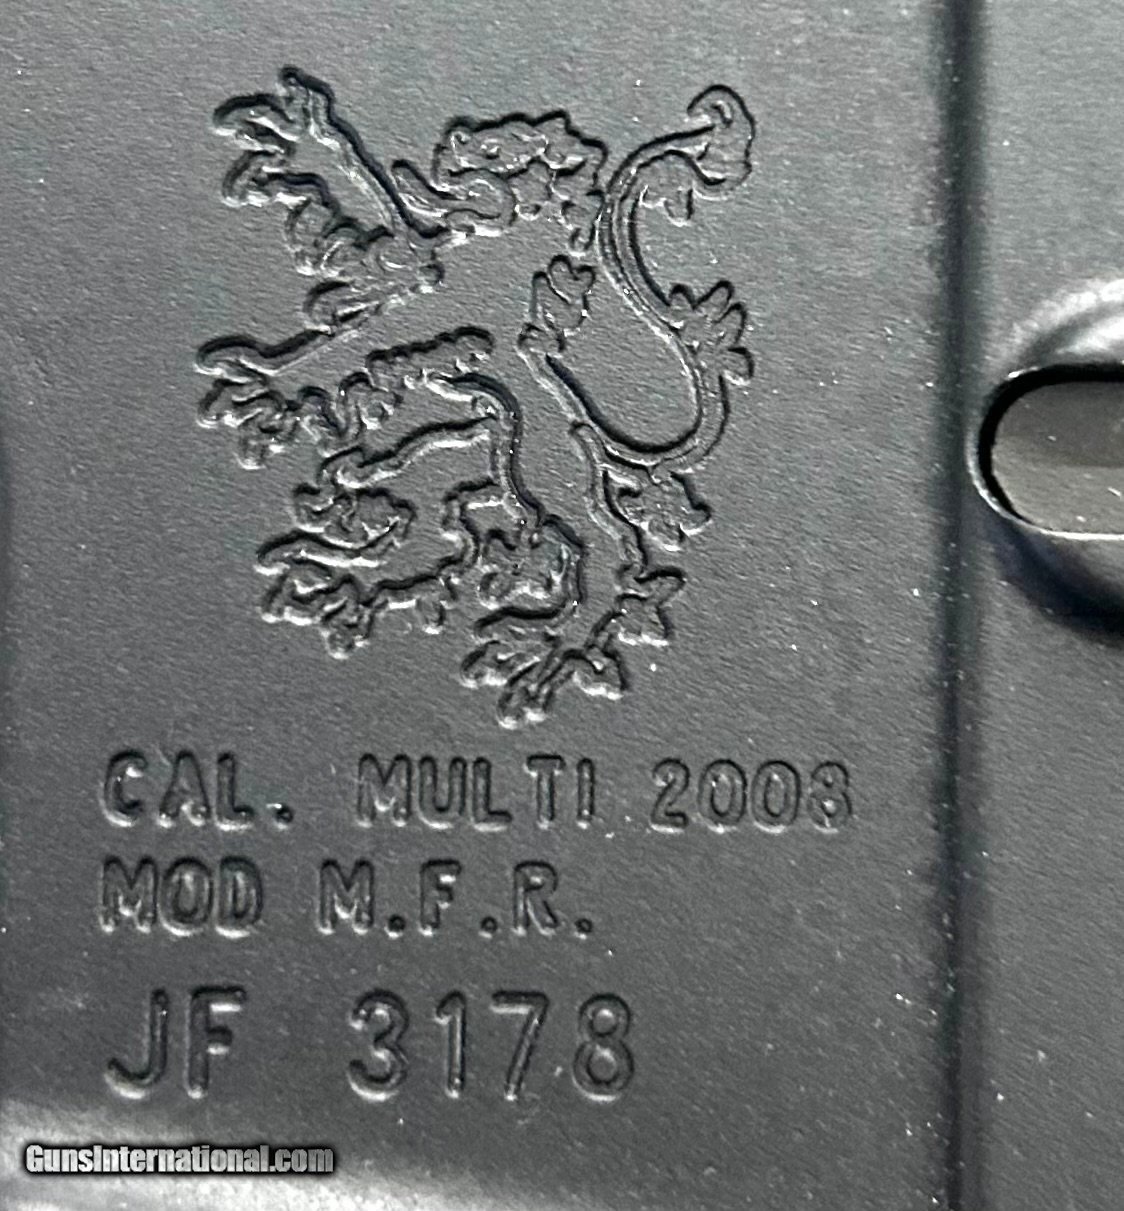 CAL. MULTI 2008
MOD M.F.R.
JF 3178
GunsInternational.com